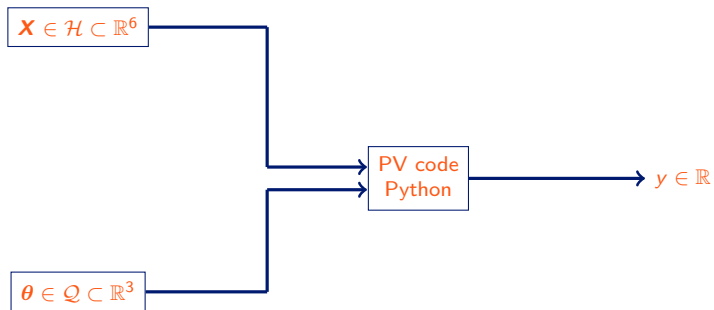 X ∈ ℋ ⊂ ℝ⁶
PV code
Python
y ∈ ℝ
θ ∈ 𝒬 ⊂ ℝ³